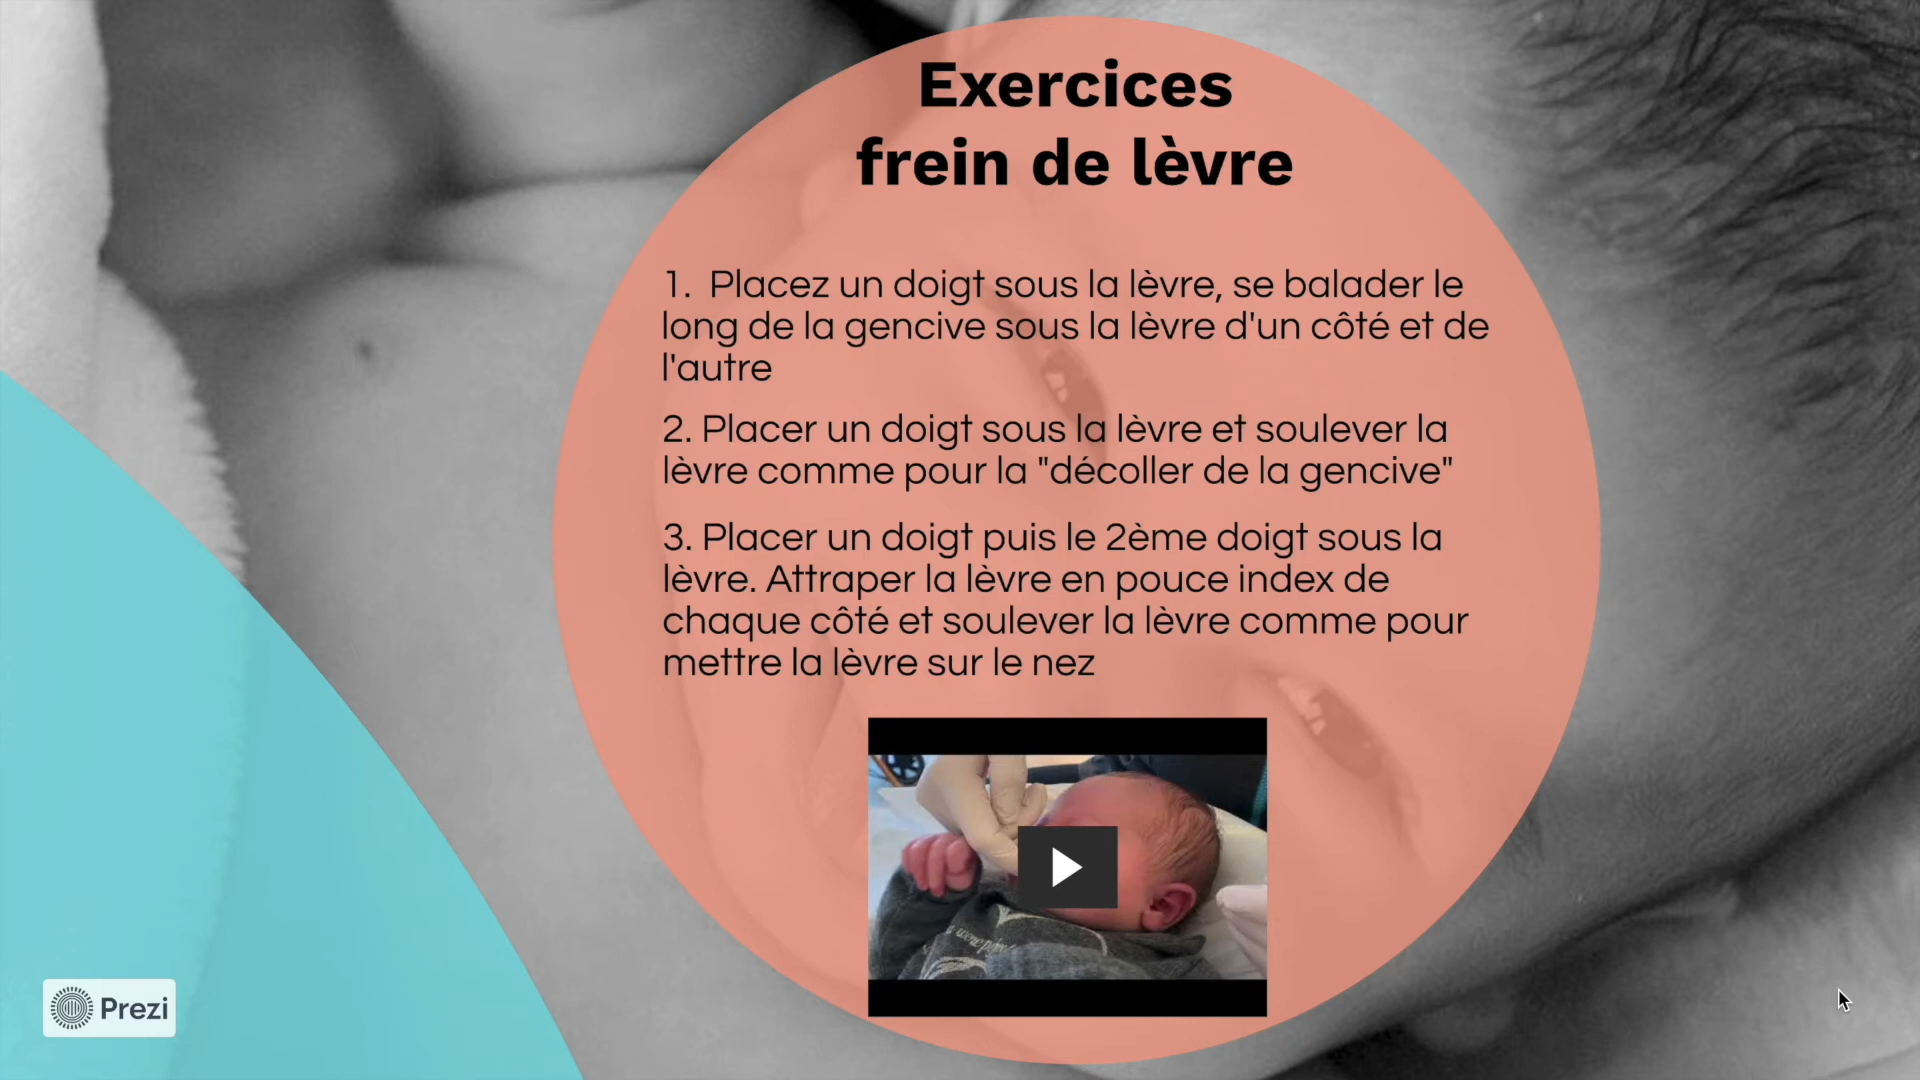 Exercices
frein de lèvre
1. Placez un doigt sous la lèvre, se balader le
long de la gencive sous la lèvre d'un côté et de
l'autre
2. Placer un doigt sous la lèvre et soulever la
lèvre comme pour la "décoller de la gencive"
3. Placer un doigt puis le 2ème doigt sous la
lèvre. Attraper la lèvre en pouce index de
chaque côté et soulever la lèvre comme pour
mettre la lèvre sur le nez
Prezi